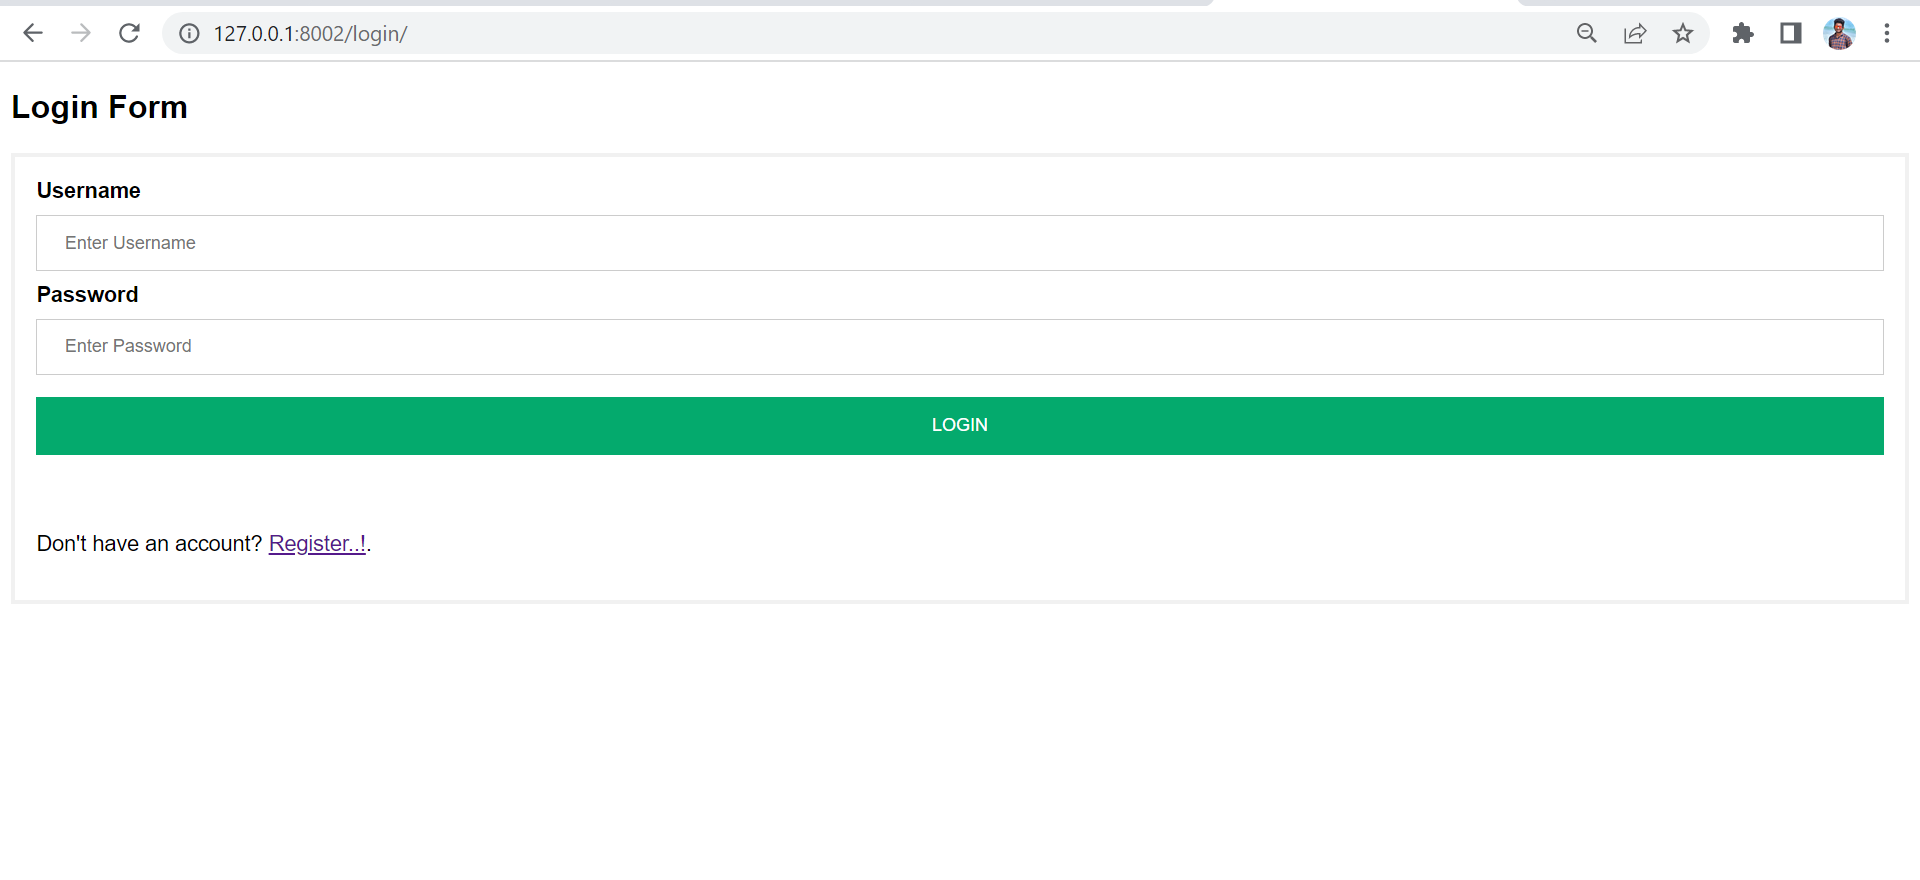 127.0.0.1:8002/login/
Login Form
Username
Enter Username
Password
Enter Password
LOGIN
Don't have an account? Register..!.